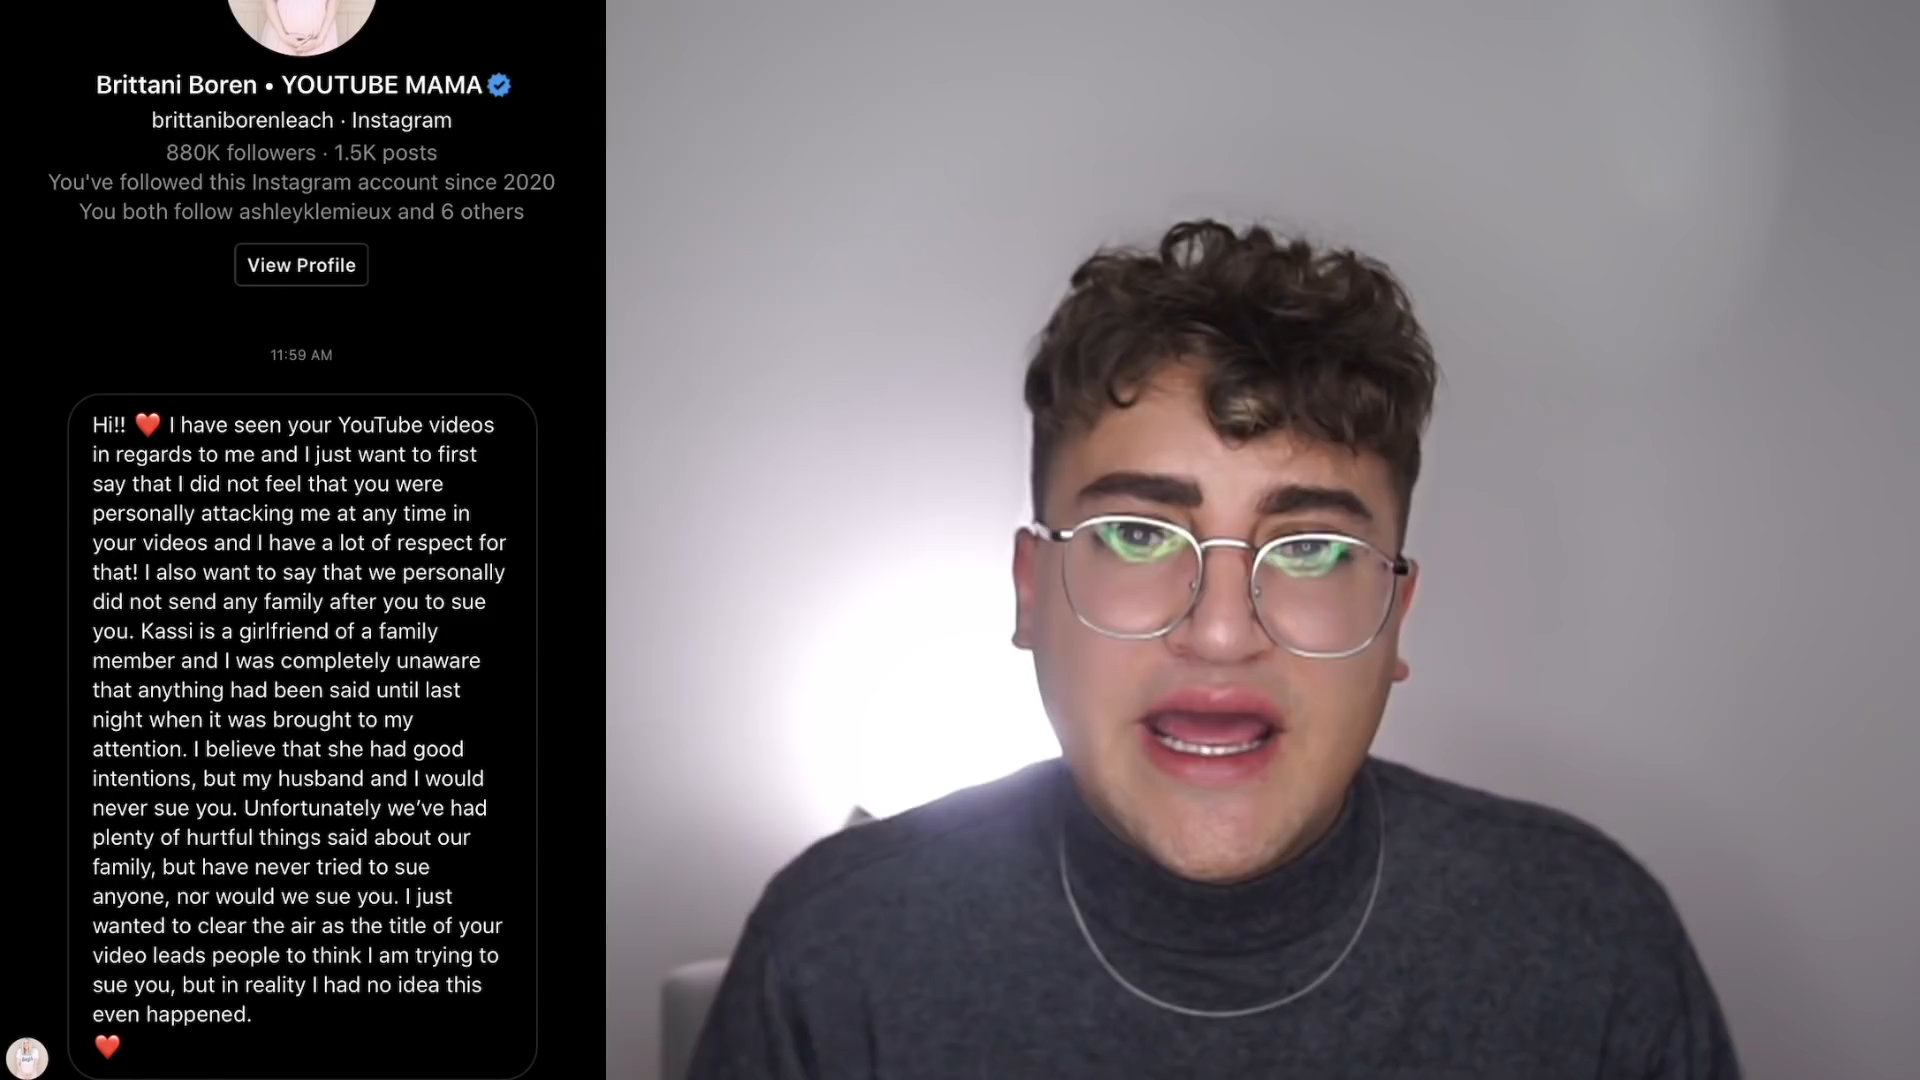 Brittani Boren • YOUTUBE MAMA
brittaniborenleach · Instagram
880K followers · 1.5K posts
You've followed this Instagram account since 2020
You both follow ashleyklemieux and 6 others
View Profile
11:59 AM
Hi!! ❤️ I have seen your YouTube videos
in regards to me and I just want to first
say that I did not feel that you were
personally attacking me at any time in
your videos and I have a lot of respect for
that! I also want to say that we personally
did not send any family after you to sue
you. Kassi is a girlfriend of a family
member and I was completely unaware
that anything had been said until last
night when it was brought to my
attention. I believe that she had good
intentions, but my husband and I would
never sue you. Unfortunately we’ve had
plenty of hurtful things said about our
family, but have never tried to sue
anyone, nor would we sue you. I just
wanted to clear the air as the title of your
video leads people to think I am trying to
sue you, but in reality I had no idea this
even happened.
❤️